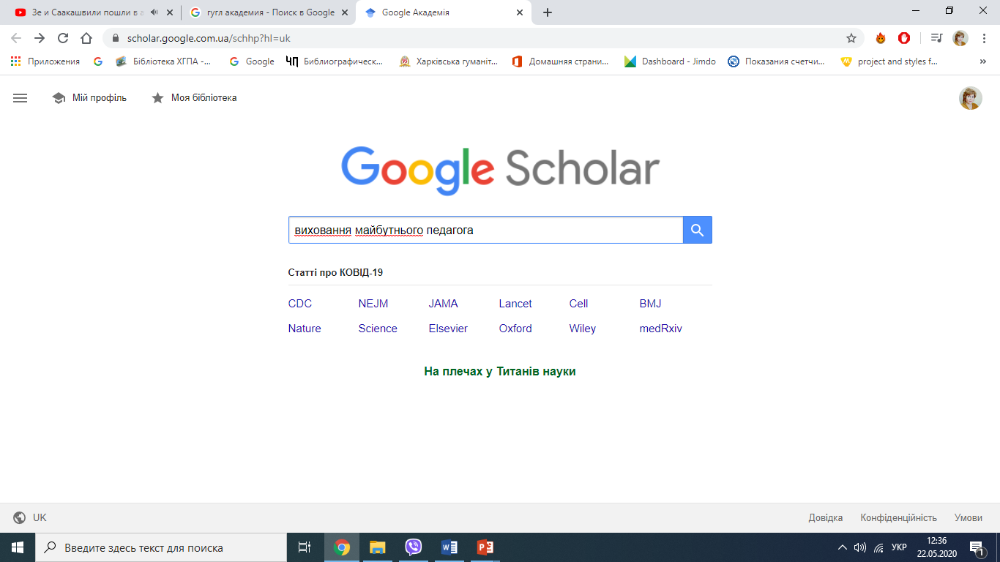 Зе и Саакашвили пошли в а
гугл академия - Поиск в Google
Google Академія
scholar.google.com.ua/schhp?hl=uk
Приложения
Бібліотека ХГПА -...
Google
Библиографическ...
Харківська гуманіт...
Домашняя страни...
Dashboard - Jimdo
Показания счетчи...
project and styles f...
»
Мій профіль
Моя бібліотека
Google Scholar
виховання майбутнього педагога
Статті про КОВІД-19
CDC NEJM JAMA Lancet Cell BMJ
Nature Science Elsevier Oxford Wiley medRxiv
На плечах у Титанів науки
UK
Довідка Конфіденційність Умови
Введите здесь текст для поиска
УКР
12:36
22.05.2020
1